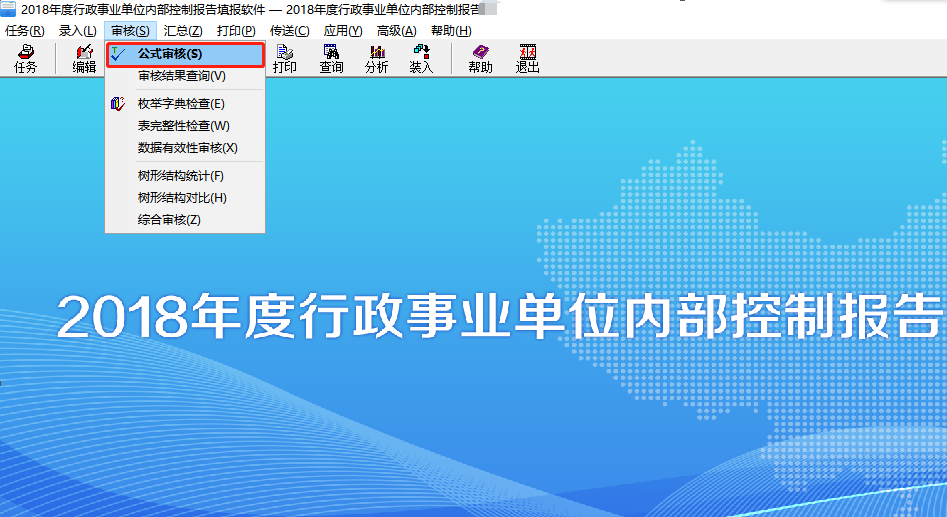 2018年度行政事业单位内部控制报告填报软件 — 2018年度行政事业单位内部控制报告
任务(R) 录入(L) 审核(S) 汇总(Z) 打印(P) 传送(C) 应用(Y) 高级(A) 帮助(H)
任务 编辑 打印 查询 分析 装入 帮助 退出
公式审核(S)
审核结果查询(V)
枚举字典检查(E)
表完整性检查(W)
数据有效性审核(X)
树形结构统计(F)
树形结构对比(H)
综合审核(Z)
2018年度行政事业单位内部控制报告